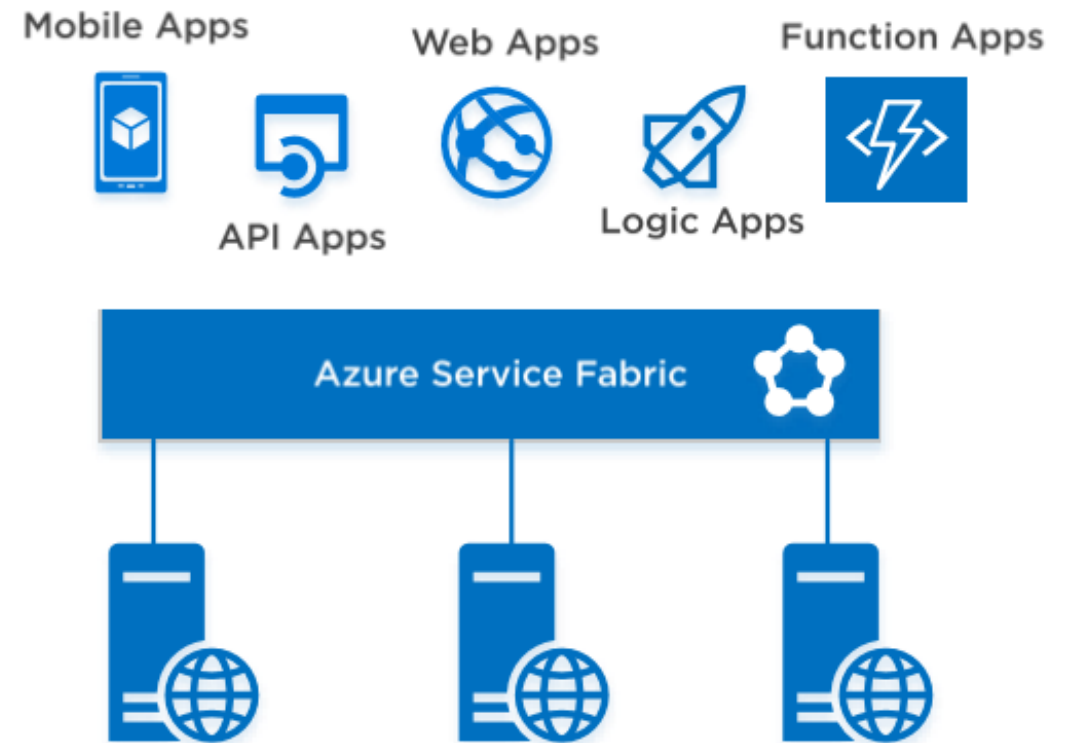 Mobile Apps
Web Apps
Function Apps
API Apps
Logic Apps
Azure Service Fabric